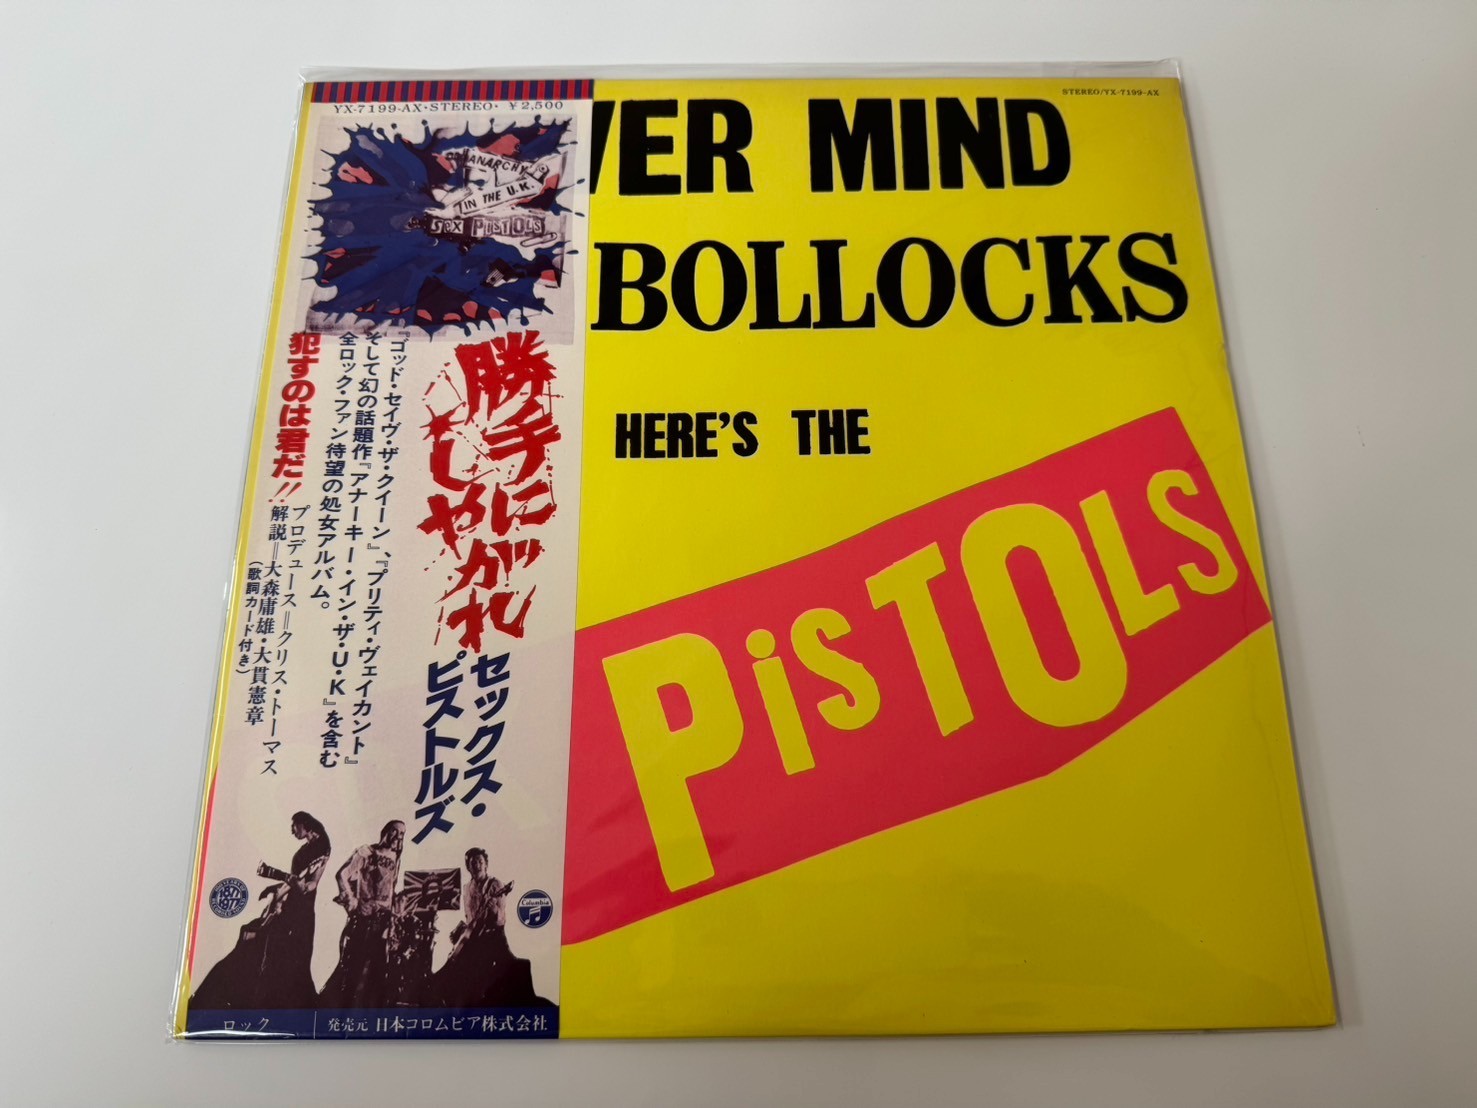 YX-7199-AX・STEREO・￥2,500
ANARCHY
IN THE U.K.
SEX PISTOLS
勝手に
しやがれ
セックス・
ピストルズ
『ゴッド・セイヴ・ザ・クイーン』、『プリティ・ヴェイカント』
そして幻の話題作『アナーキー・イン・ザ・U・K』を含む
全ロック・ファン待望の処女アルバム。
犯すのは君だ!!
プロデュース＝クリス・トーマス
解説＝大森庸雄・大貫憲章
(歌詞カード付き)
1877
1977
Columbia
ロック
発売元 日本コロムビア株式会社
STEREO/YX-7199-AX
VER MIND
BOLLOCKS
HERE'S THE
PiSTOLS